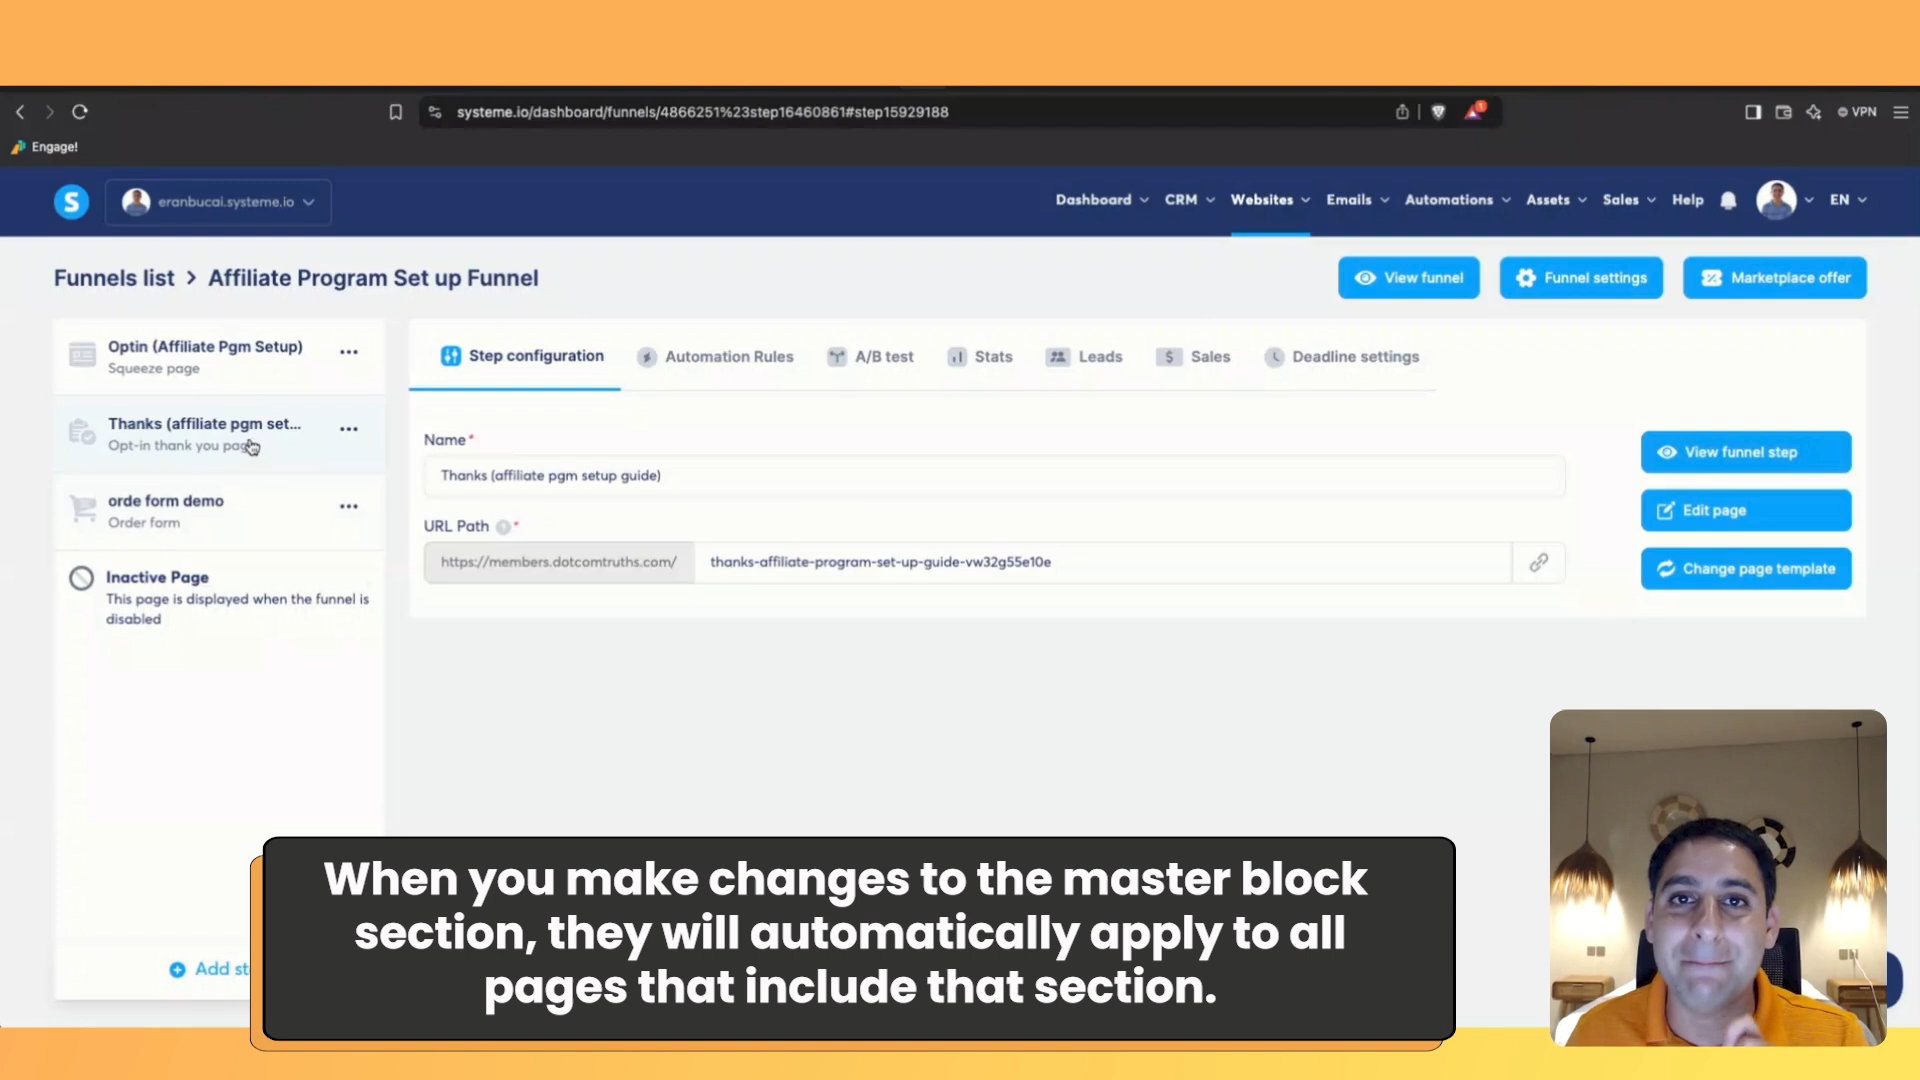 systeme.io/dashboard/funnels/4866251%23step16460861#step15929188
VPN
Engage!
S
eranbucai.systeme.io
Dashboard
CRM
Websites
Emails
Automations
Assets
Sales
Help
EN
Funnels list > Affiliate Program Set up Funnel
View funnel
Funnel settings
Marketplace offer
Optin (Affiliate Pgm Setup)
Squeeze page
Thanks (affiliate pgm set...
Opt-in thank you pag
orde form demo
Order form
Inactive Page
This page is displayed when the funnel is
disabled
Add st
Step configuration
Automation Rules
A/B test
Stats
Leads
$ Sales
Deadline settings
Name*
Thanks (affiliate pgm setup guide)
URL Path ? *
https://members.dotcomtruths.com/
thanks-affiliate-program-set-up-guide-vw32g55e10e
View funnel step
Edit page
Change page template
When you make changes to the master block
section, they will automatically apply to all
pages that include that section.